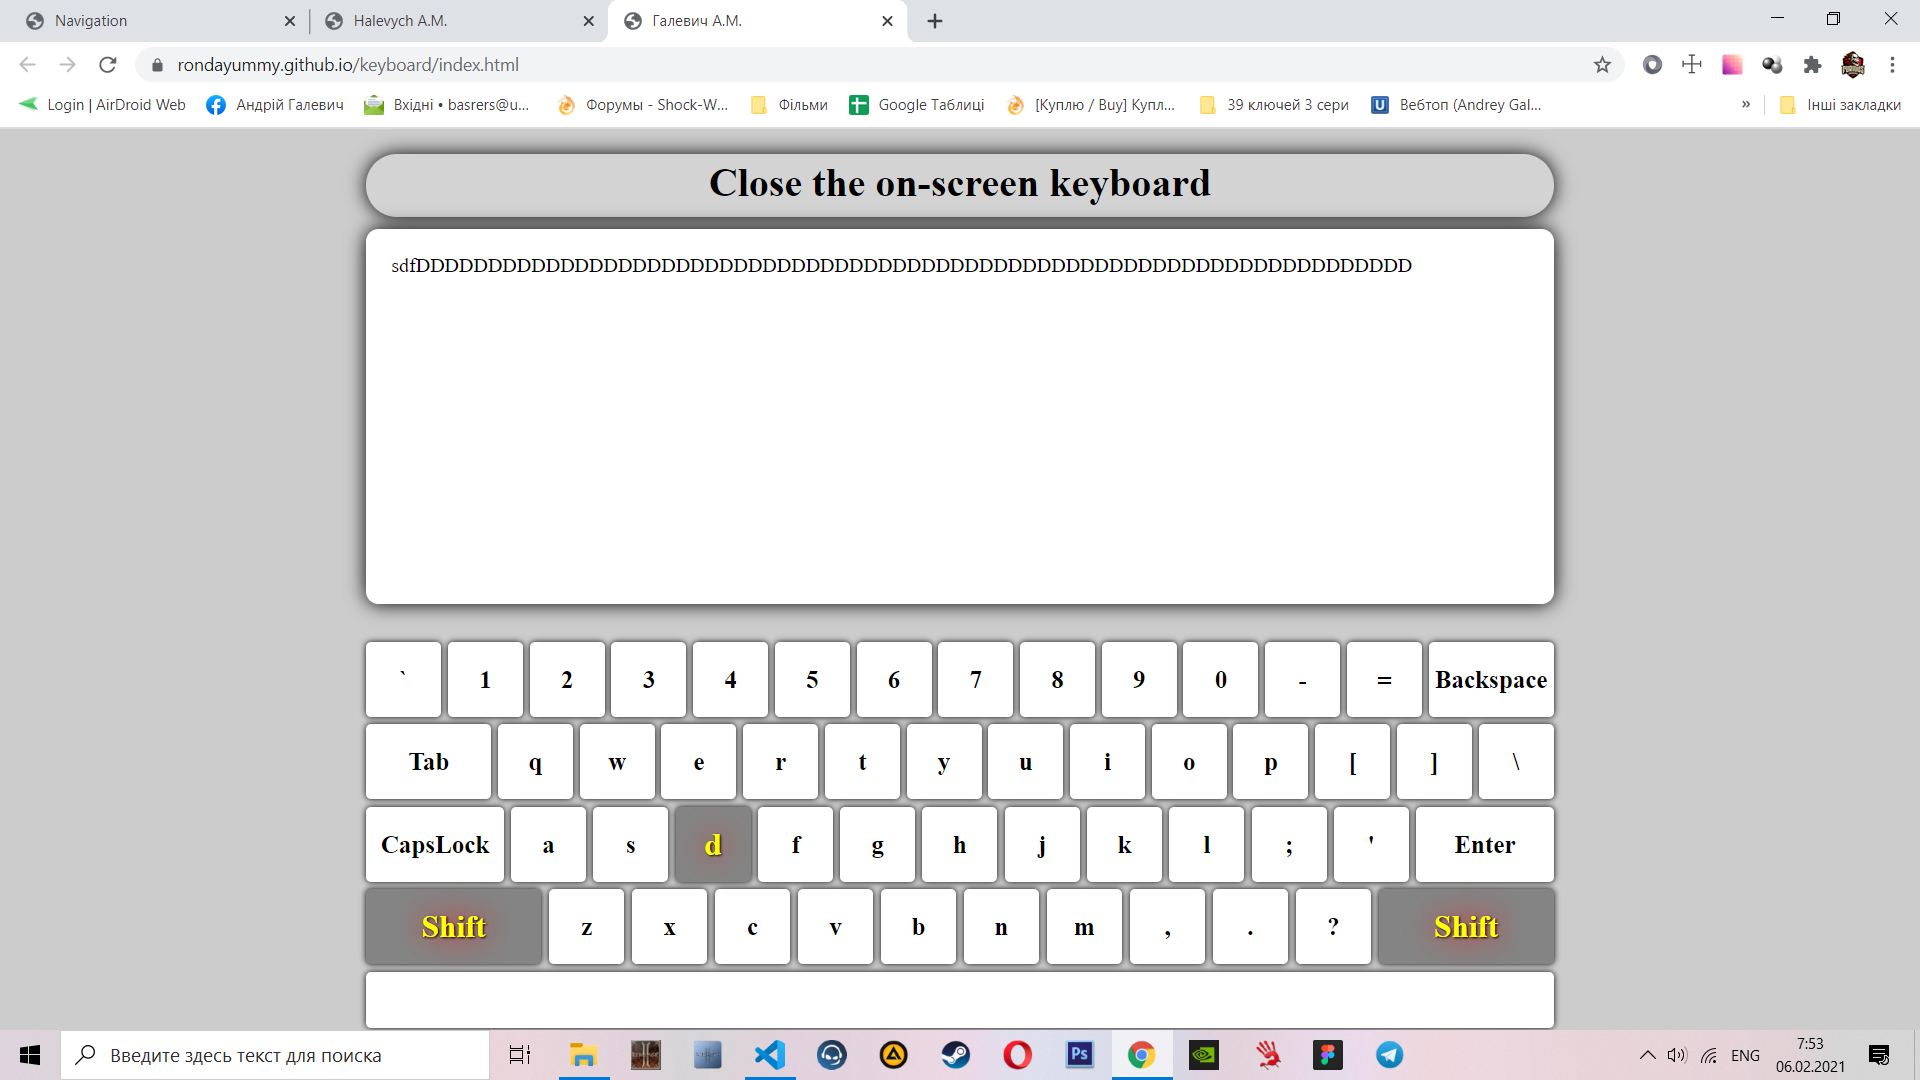 Navigation
Halevych A.M.
Галевич А.М.
rondayummy.github.io/keyboard/index.html
Login | AirDroid Web
Андрій Галевич
Вхідні • basrers@u...
Форумы - Shock-W...
Фільми
Google Таблиці
[Куплю / Buy] Купл...
39 ключей 3 сери
Вебтоп (Andrey Gal...
»
Інші закладки
Close the on-screen keyboard
sdfDDDDDDDDDDDDDDDDDDDDDDDDDDDDDDDDDDDDDDDDDDDDDDDDDDDDDDDDDDDDDDDDDDDDD
` 1 2 3 4 5 6 7 8 9 0 - = Backspace
Tab q w e r t y u i o p [ ] \
CapsLock a s d f g h j k l ; ' Enter
Shift z x c v b n m , . ? Shift
Введите здесь текст для поиска
Ps
ENG
7:53
06.02.2021